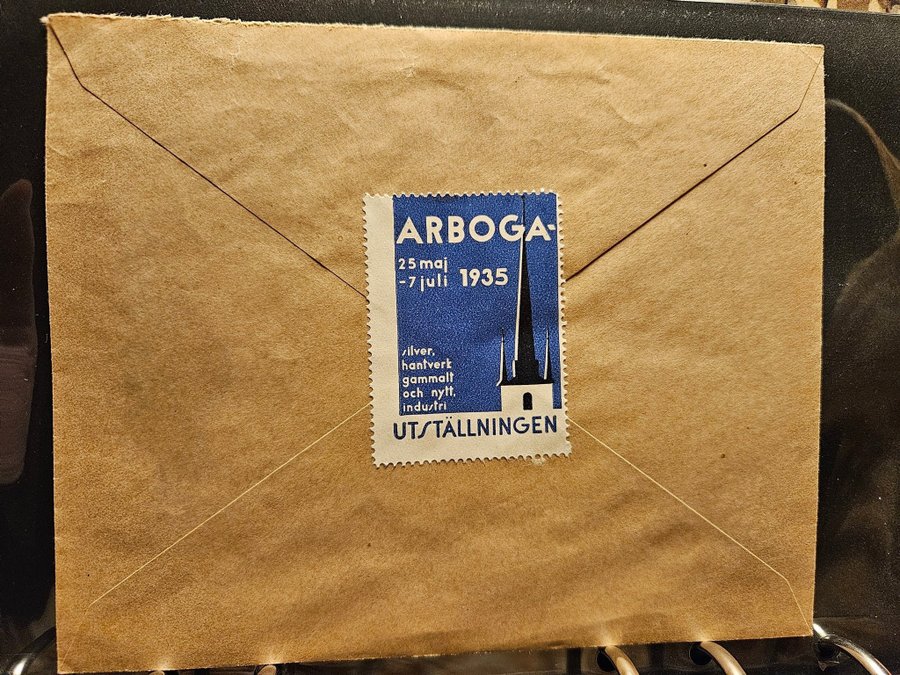 ARBOGA-
25 maj
-7 juli 1935
silver,
hantverk
gammalt
och nytt,
industri
UTSTÄLLNINGEN